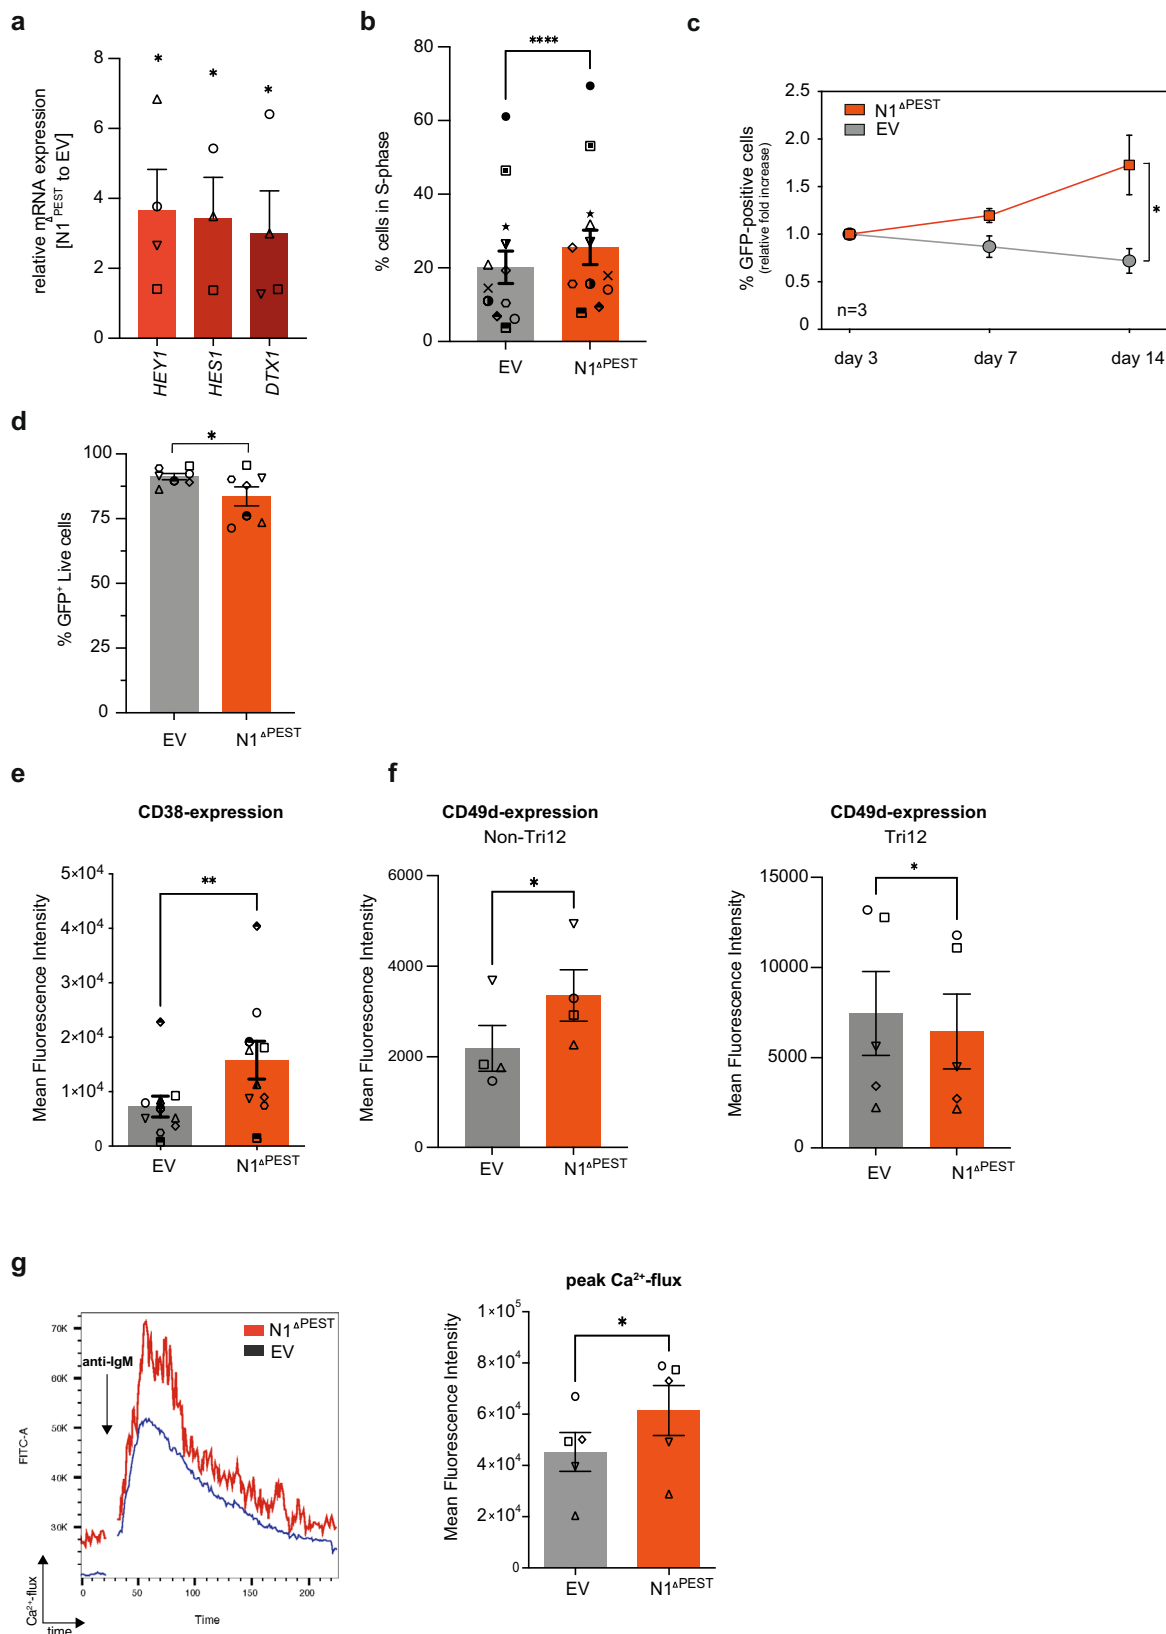 a
relative mRNA expression
[N1ΔPEST to EV]
8
6
4
2
0
*
*
*
HEY1
HES1
DTX1
b
% cells in S-phase
80
60
40
20
0
****
EV
N1ΔPEST
c
% GFP-positive cells
(relative fold increase)
2.5
2.0
1.5
1.0
0.5
0
N1ΔPEST
EV
*
n=3
day 3
day 7
day 14
d
% GFP+ Live cells
100
75
50
25
0
*
EV
N1ΔPEST
e
CD38-expression
Mean Fluorescence Intensity
5×10⁴
4×10⁴
3×10⁴
2×10⁴
1×10⁴
0
**
EV
N1ΔPEST
f
CD49d-expression
Non-Tri12
Mean Fluorescence Intensity
6000
4000
2000
0
*
EV
N1ΔPEST
CD49d-expression
Tri12
Mean Fluorescence Intensity
15000
10000
5000
0
*
EV
N1ΔPEST
g
N1ΔPEST
EV
anti-IgM
FITC-A
70K
60K
50K
40K
30K
0
50
100
150
200
Time
Ca²⁺-flux
time
peak Ca²⁺-flux
Mean Fluorescence Intensity
1×10⁵
8×10⁴
6×10⁴
4×10⁴
2×10⁴
0
*
EV
N1ΔPEST